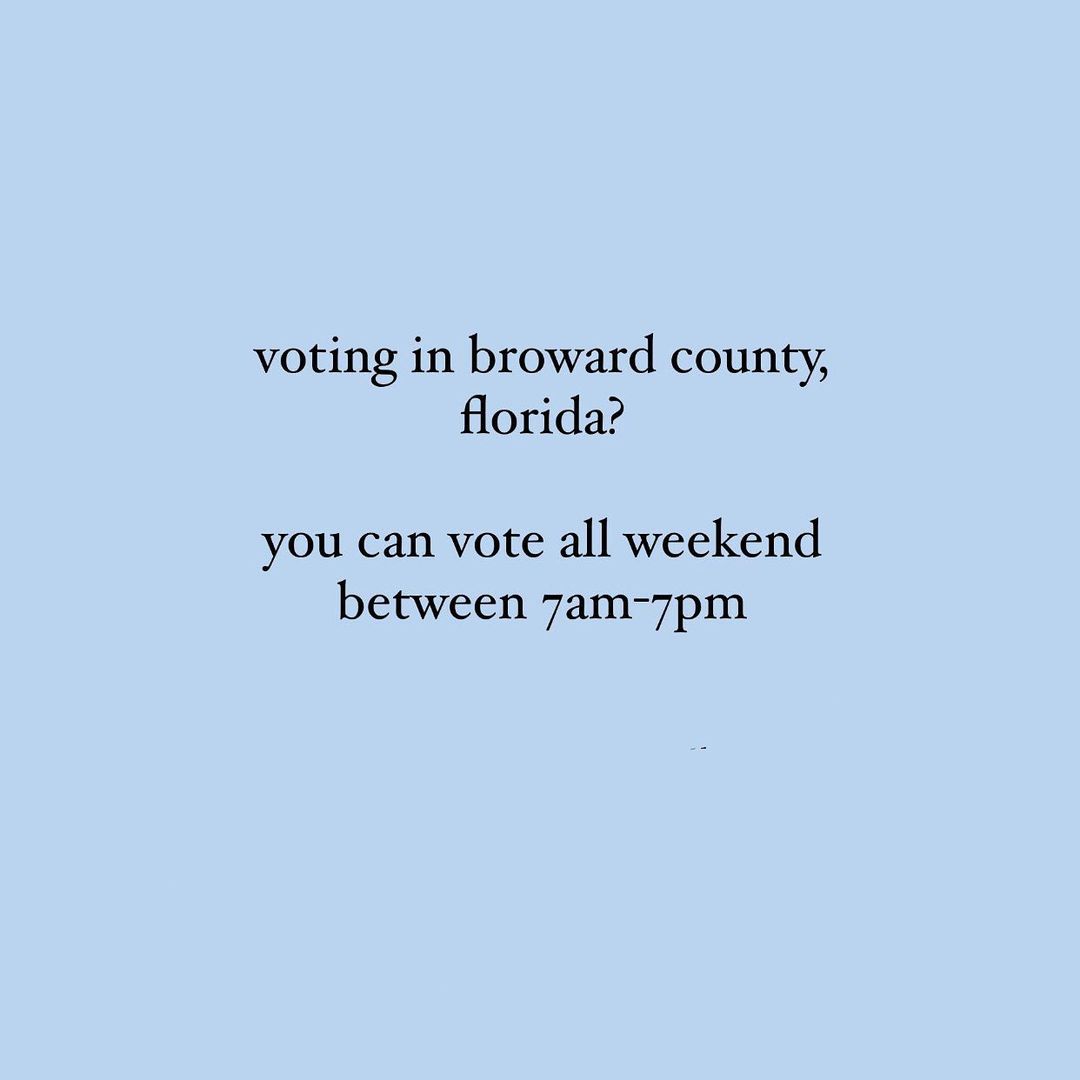 voting in broward county,
florida?
you can vote all weekend
between 7am-7pm